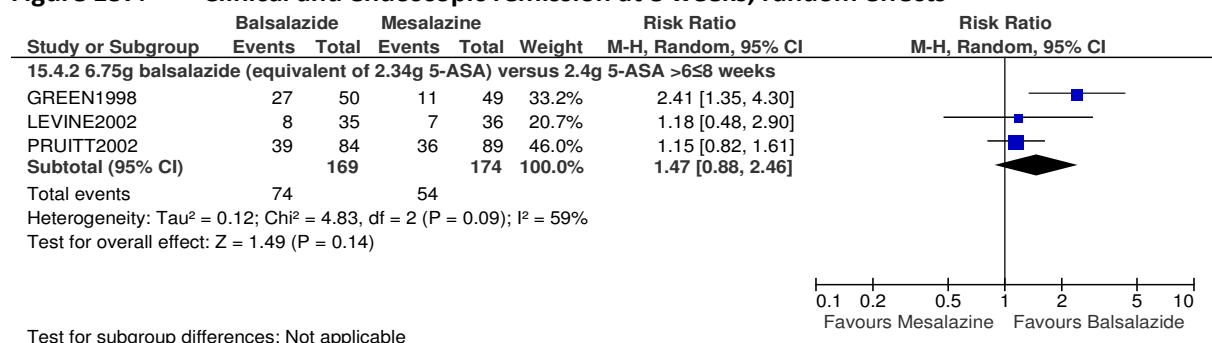 Balsalazide Mesalazine Risk Ratio Risk Ratio
Study or Subgroup Events Total Events Total Weight M-H, Random, 95% CI M-H, Random, 95% CI
15.4.2 6.75g balsalazide (equivalent of 2.34g 5-ASA) versus 2.4g 5-ASA >6≤8 weeks
GREEN1998 27 50 11 49 33.2% 2.41 [1.35, 4.30]
LEVINE2002 8 35 7 36 20.7% 1.18 [0.48, 2.90]
PRUITT2002 39 84 36 89 46.0% 1.15 [0.82, 1.61]
Subtotal (95% CI) 169 174 100.0% 1.47 [0.88, 2.46]
Total events 74 54
Heterogeneity: Tau² = 0.12; Chi² = 4.83, df = 2 (P = 0.09); I² = 59%
Test for overall effect: Z = 1.49 (P = 0.14)
0.1 0.2 0.5 1 2 5 10
Favours Mesalazine Favours Balsalazide
Test for subgroup differences: Not applicable